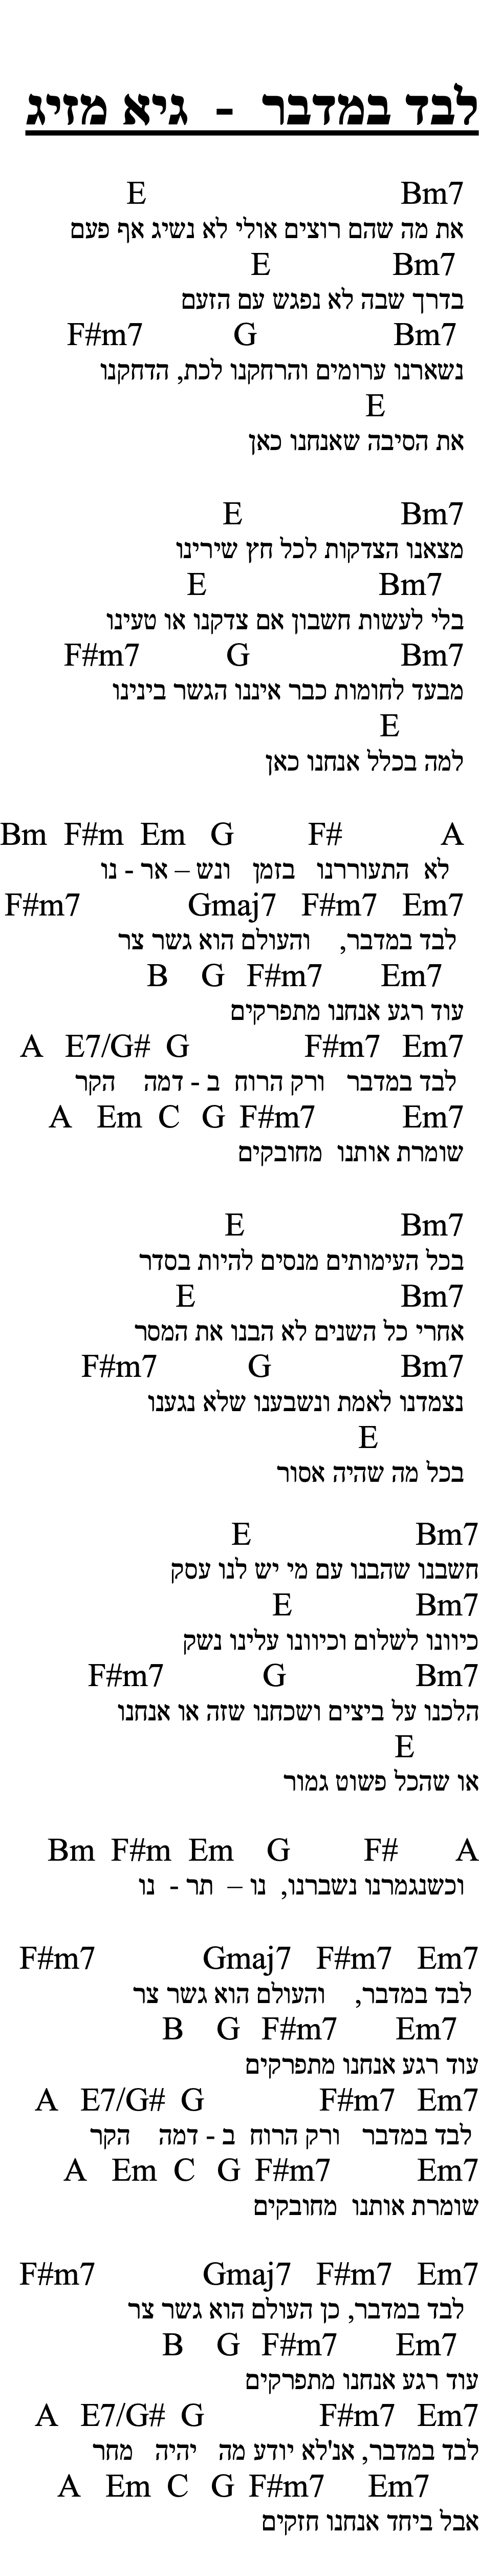 לבד במדבר - גיא מזיג
E Bm7
את מה שהם רוצים אולי לא נשיג אף פעם
E Bm7
בדרך שבה לא נפגש עם הזעם
F#m7 G Bm7
נשארנו ערומים והרחקנו לכת, הדחקנו
E
את הסיבה שאנחנו כאן
E Bm7
מצאנו הצדקות לכל חץ שירינו
E Bm7
בלי לעשות חשבון אם צדקנו או טעינו
F#m7 G Bm7
מבעד לחומות כבר איננו הגשר בינינו
E
למה בכלל אנחנו כאן
Bm F#m Em G F# A
לא התעוררנו בזמן ונש – אר - נו
F#m7 Gmaj7 F#m7 Em7
לבד במדבר, והעולם הוא גשר צר
B G F#m7 Em7
עוד רגע אנחנו מתפרקים
A E7/G# G F#m7 Em7
לבד במדבר ורק הרוח ב - דמה הקר
A Em C G F#m7 Em7
שומרת אותנו מחובקים
E Bm7
בכל העימותים מנסים להיות בסדר
E Bm7
אחרי כל השנים לא הבנו את המסר
F#m7 G Bm7
נצמדנו לאמת ונשבענו שלא נגענו
E
בכל מה שהיה אסור
E Bm7
חשבנו שהבנו עם מי יש לנו עסק
E Bm7
כיוונו לשלום וכיוונו עלינו נשק
F#m7 G Bm7
הלכנו על ביצים ושכחנו שזה או אנחנו
E
או שהכל פשוט גמור
Bm F#m Em G F# A
וכשנגמרנו נשברנו, נו – תר - נו
F#m7 Gmaj7 F#m7 Em7
לבד במדבר, והעולם הוא גשר צר
B G F#m7 Em7
עוד רגע אנחנו מתפרקים
A E7/G# G F#m7 Em7
לבד במדבר ורק הרוח ב - דמה הקר
A Em C G F#m7 Em7
שומרת אותנו מחובקים
F#m7 Gmaj7 F#m7 Em7
לבד במדבר, כן העולם הוא גשר צר
B G F#m7 Em7
עוד רגע אנחנו מתפרקים
A E7/G# G F#m7 Em7
לבד במדבר, אנ'לא יודע מה יהיה מחר
A Em C G F#m7 Em7
אבל ביחד אנחנו חזקים